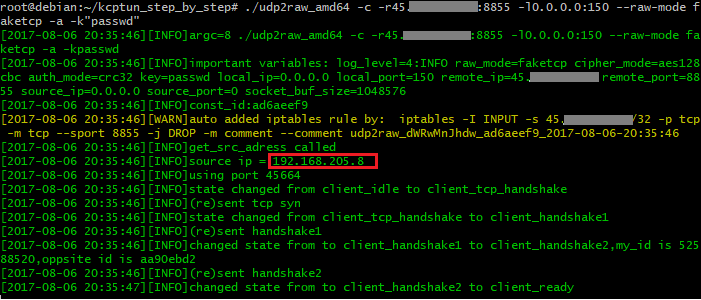 root@debian:~/kcptun_step_by_step# ./udp2raw_amd64 -c -r45. :8855 -l0.0.0.0:150 --raw-mode f
aketcp -a -k"passwd"
[2017-08-06 20:35:46][INFO]argc=8 ./udp2raw_amd64 -c -r45. :8855 -l0.0.0.0:150 --raw-mode fa
ketcp -a -kpasswd
[2017-08-06 20:35:46][INFO]important variables: log_level=4:INFO raw_mode=faketcp cipher_mode=aes128
cbc auth_mode=crc32 key=passwd local_ip=0.0.0.0 local_port=150 remote_ip=45. remote_port=88
55 source_ip=0.0.0.0 source_port=0 socket_buf_size=1048576
[2017-08-06 20:35:46][INFO]const_id:ad6aeef9
[2017-08-06 20:35:46][WARN]auto added iptables rule by:  iptables -I INPUT -s 45. /32 -p tcp
-m tcp --sport 8855 -j DROP -m comment --comment udp2raw_dWRwMnJhdw_ad6aeef9_2017-08-06-20:35:46
[2017-08-06 20:35:46][INFO]get_src_adress called
[2017-08-06 20:35:46][INFO]source ip = 192.168.205.8
[2017-08-06 20:35:46][INFO]using port 45664
[2017-08-06 20:35:46][INFO]state changed from client_idle to client_tcp_handshake
[2017-08-06 20:35:46][INFO](re)sent tcp syn
[2017-08-06 20:35:46][INFO]state changed from client_tcp_handshake to client_handshake1
[2017-08-06 20:35:46][INFO](re)sent handshake1
[2017-08-06 20:35:46][INFO]changed state from to client_handshake1 to client_handshake2,my_id is 525
88520,oppsite id is aa90ebd2
[2017-08-06 20:35:46][INFO](re)sent handshake2
[2017-08-06 20:35:47][INFO]changed state from to client_handshake2 to client_ready